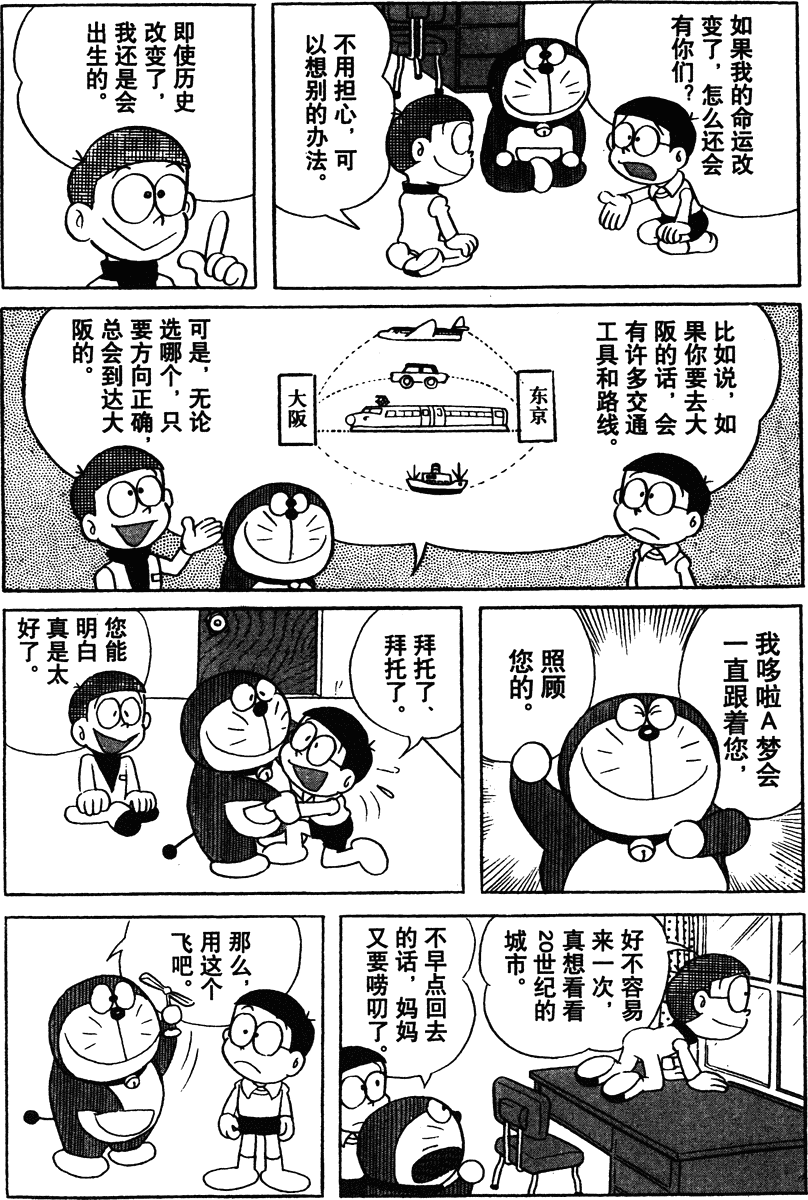 如果我的命运改
变了，怎么还会
有你们？
不用担心，可
以想别的办法。
即使历史
改变了，
我还是会
出生的。
比如说，如
果你要去大
阪的话，会
有许多交通
工具和路线。
东京
大阪
可是，无论
选哪个，只
要方向正确，
总会到达大
阪的。
我哆啦A梦会
一直跟着您，
照顾
您的。
拜托了、
拜托了。
您能
明白
真是太
好了。
好不容易
来一次，
真想看看
20世纪的
城市。
不早点回去
的话，妈妈
又要唠叨了。
那么，
用这个
飞吧。